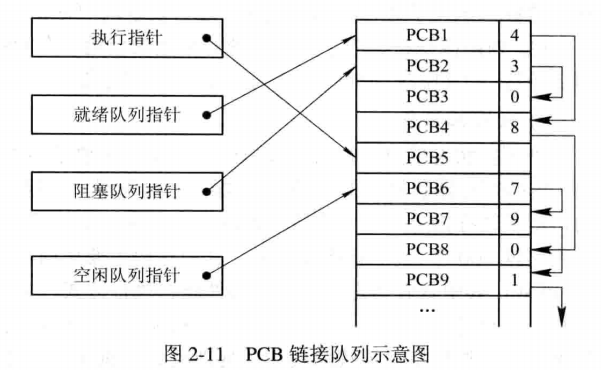 执行指针
就绪队列指针
阻塞队列指针
空闲队列指针
PCB1 4
PCB2 3
PCB3 0
PCB4 8
PCB5
PCB6 7
PCB7 9
PCB8 0
PCB9 1
…
图 2-11 PCB 链接队列示意图